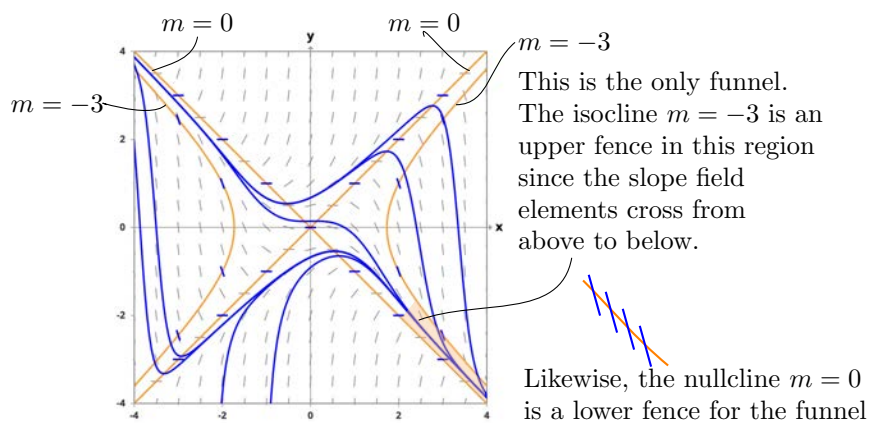 m = 0
m = 0
m = −3
m = −3
This is the only funnel.
The isocline m = −3 is an
upper fence in this region
since the slope field
elements cross from
above to below.
Likewise, the nullcline m = 0
is a lower fence for the funnel
y
x
4
2
0
-2
-4
-4
-2
0
2
4